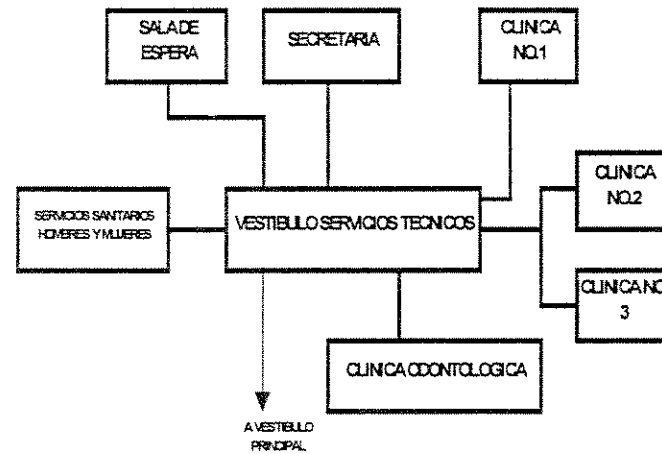 SALA DE
ESPERA
SECRETARIA
CLINICA
NO.1
CLINICA
NO.2
SERVICIOS SANITARIOS
HOMBRES Y MUJERES
VESTIBULO SERVICIOS TECNICOS
CLINICA NO.
3
CLINICA ODONTOLOGICA
A VESTIBULO
PRINCIPAL